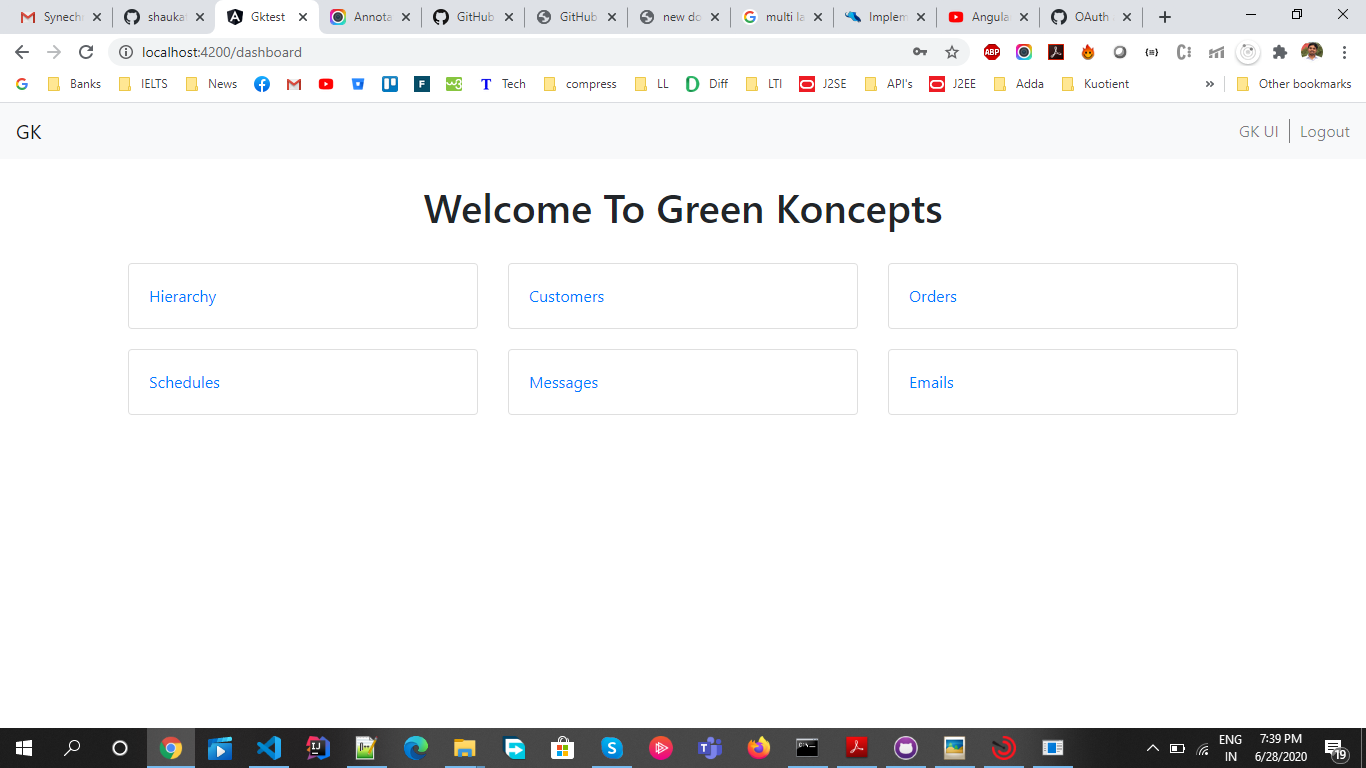 Synech
shaukat
Gktest
Annota
GitHub
GitHub
new do
multi la
Implem
Angula
OAuth
localhost:4200/dashboard
ABP
Banks
IELTS
News
T
Tech
compress
LL
D
Diff
LTI
J2SE
API's
J2EE
Adda
Kuotient
»
Other bookmarks
GK
GK UI
Logout
Welcome To Green Koncepts
Hierarchy
Customers
Orders
Schedules
Messages
Emails
ENG
IN
7:39 PM
6/28/2020
19